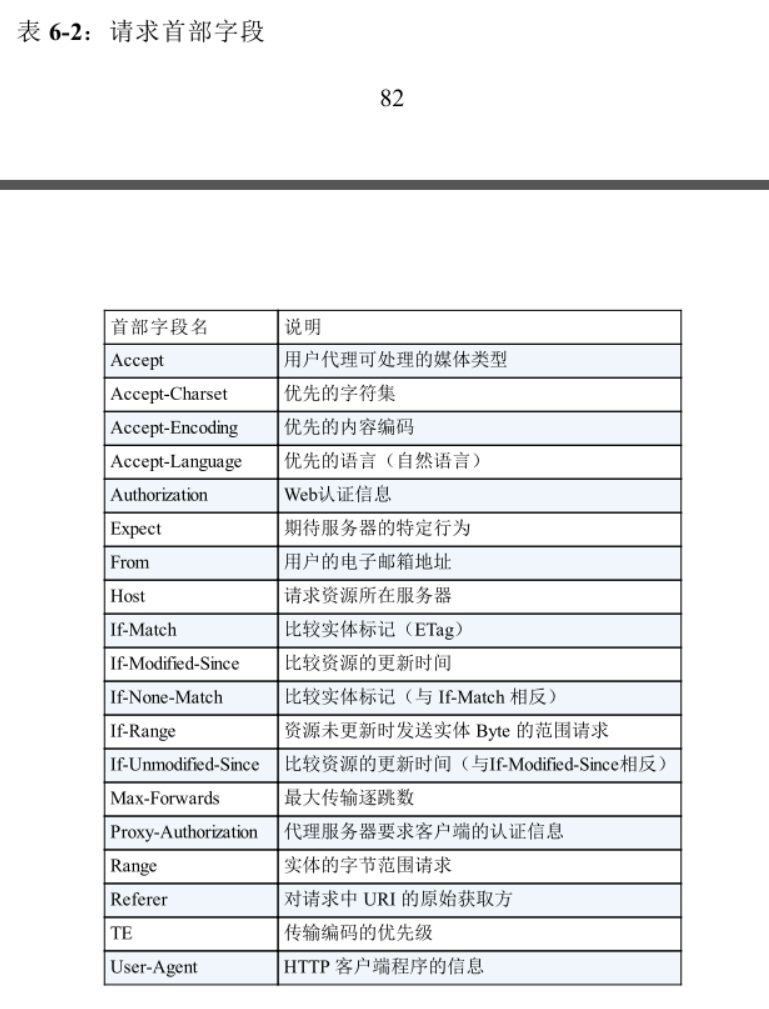 表 6-2：请求首部字段
82
首部字段名 说明
Accept 用户代理可处理的媒体类型
Accept-Charset 优先的字符集
Accept-Encoding 优先的内容编码
Accept-Language 优先的语言（自然语言）
Authorization Web认证信息
Expect 期待服务器的特定行为
From 用户的电子邮箱地址
Host 请求资源所在服务器
If-Match 比较实体标记（ETag）
If-Modified-Since 比较资源的更新时间
If-None-Match 比较实体标记（与 If-Match 相反）
If-Range 资源未更新时发送实体 Byte 的范围请求
If-Unmodified-Since 比较资源的更新时间（与If-Modified-Since相反）
Max-Forwards 最大传输逐跳数
Proxy-Authorization 代理服务器要求客户端的认证信息
Range 实体的字节范围请求
Referer 对请求中 URI 的原始获取方
TE 传输编码的优先级
User-Agent HTTP 客户端程序的信息